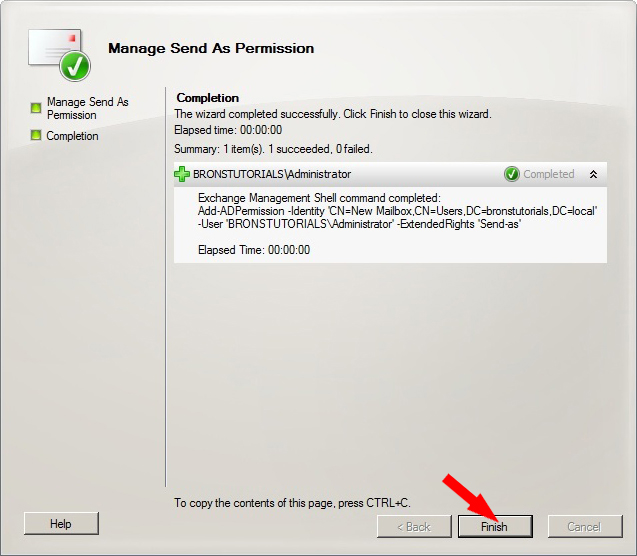 Manage Send As Permission
Manage Send As
Permission
Completion
Completion
The wizard completed successfully. Click Finish to close this wizard.
Elapsed time: 00:00:00
Summary: 1 item(s). 1 succeeded, 0 failed.
BRONSTUTORIALS\Administrator Completed
Exchange Management Shell command completed:
Add-ADPermission -Identity 'CN=New Mailbox,CN=Users,DC=bronstutorials,DC=local'
-User 'BRONSTUTORIALS\Administrator' -ExtendedRights 'Send-as'
Elapsed Time: 00:00:00
To copy the contents of this page, press CTRL+C.
Help < Back Finish Cancel